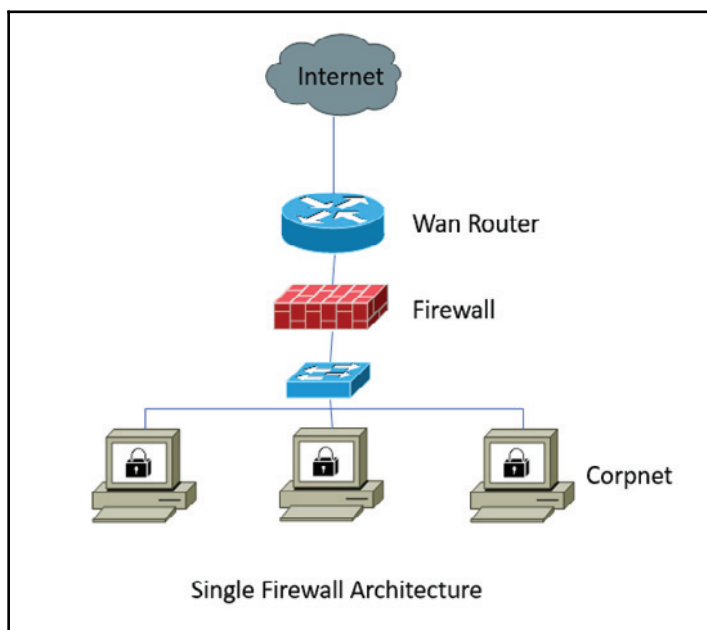 Internet
Wan Router
Firewall
Corpnet
Single Firewall Architecture